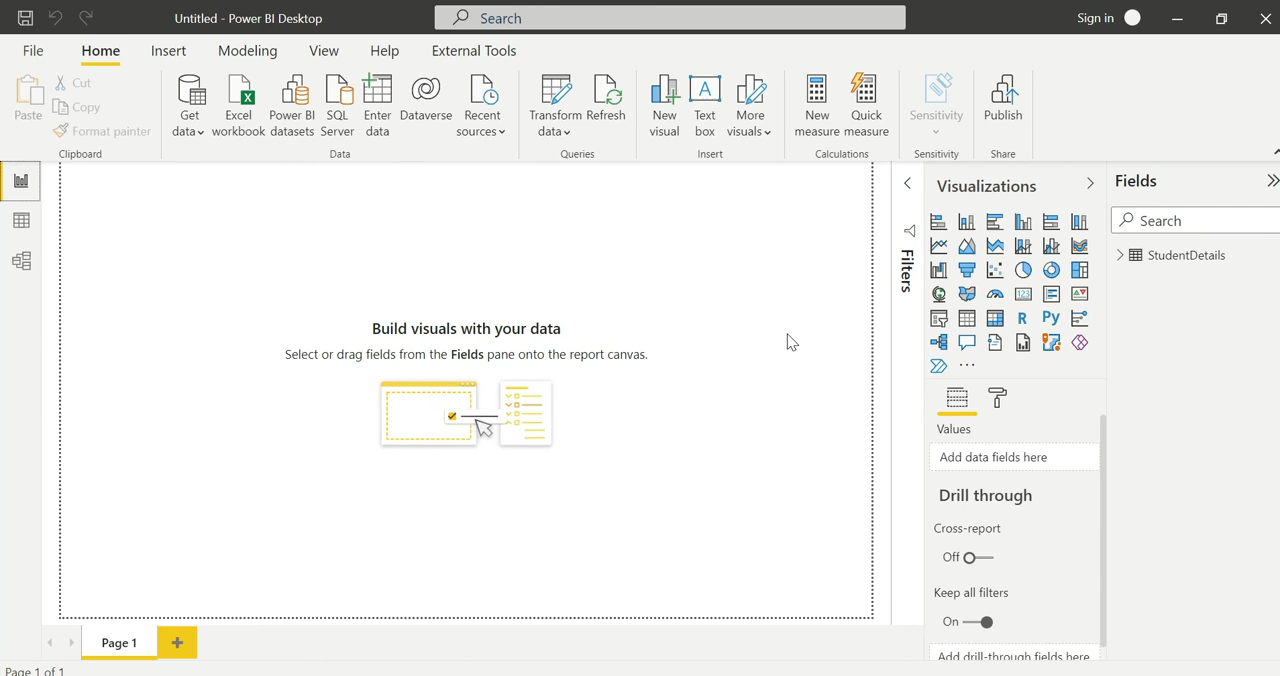 Untitled - Power BI Desktop
Search
Sign in
File
Home
Insert
Modeling
View
Help
External Tools
Paste
Cut
Copy
Format painter
Clipboard
Get
data
Excel
workbook
Power BI
datasets
SQL
Server
Enter
data
Dataverse
Recent
sources
Data
Transform
data
Refresh
Queries
New
visual
Text
box
More
visuals
Insert
New
measure
Quick
measure
Calculations
Sensitivity
Sensitivity
Publish
Share
Build visuals with your data
Select or drag fields from the Fields pane onto the report canvas.
Filters
Visualizations
R
Py
123
Values
Add data fields here
Drill through
Cross-report
Off
Keep all filters
On
Add drill-through fields here
Fields
Search
StudentDetails
Page 1
Page 1 of 1